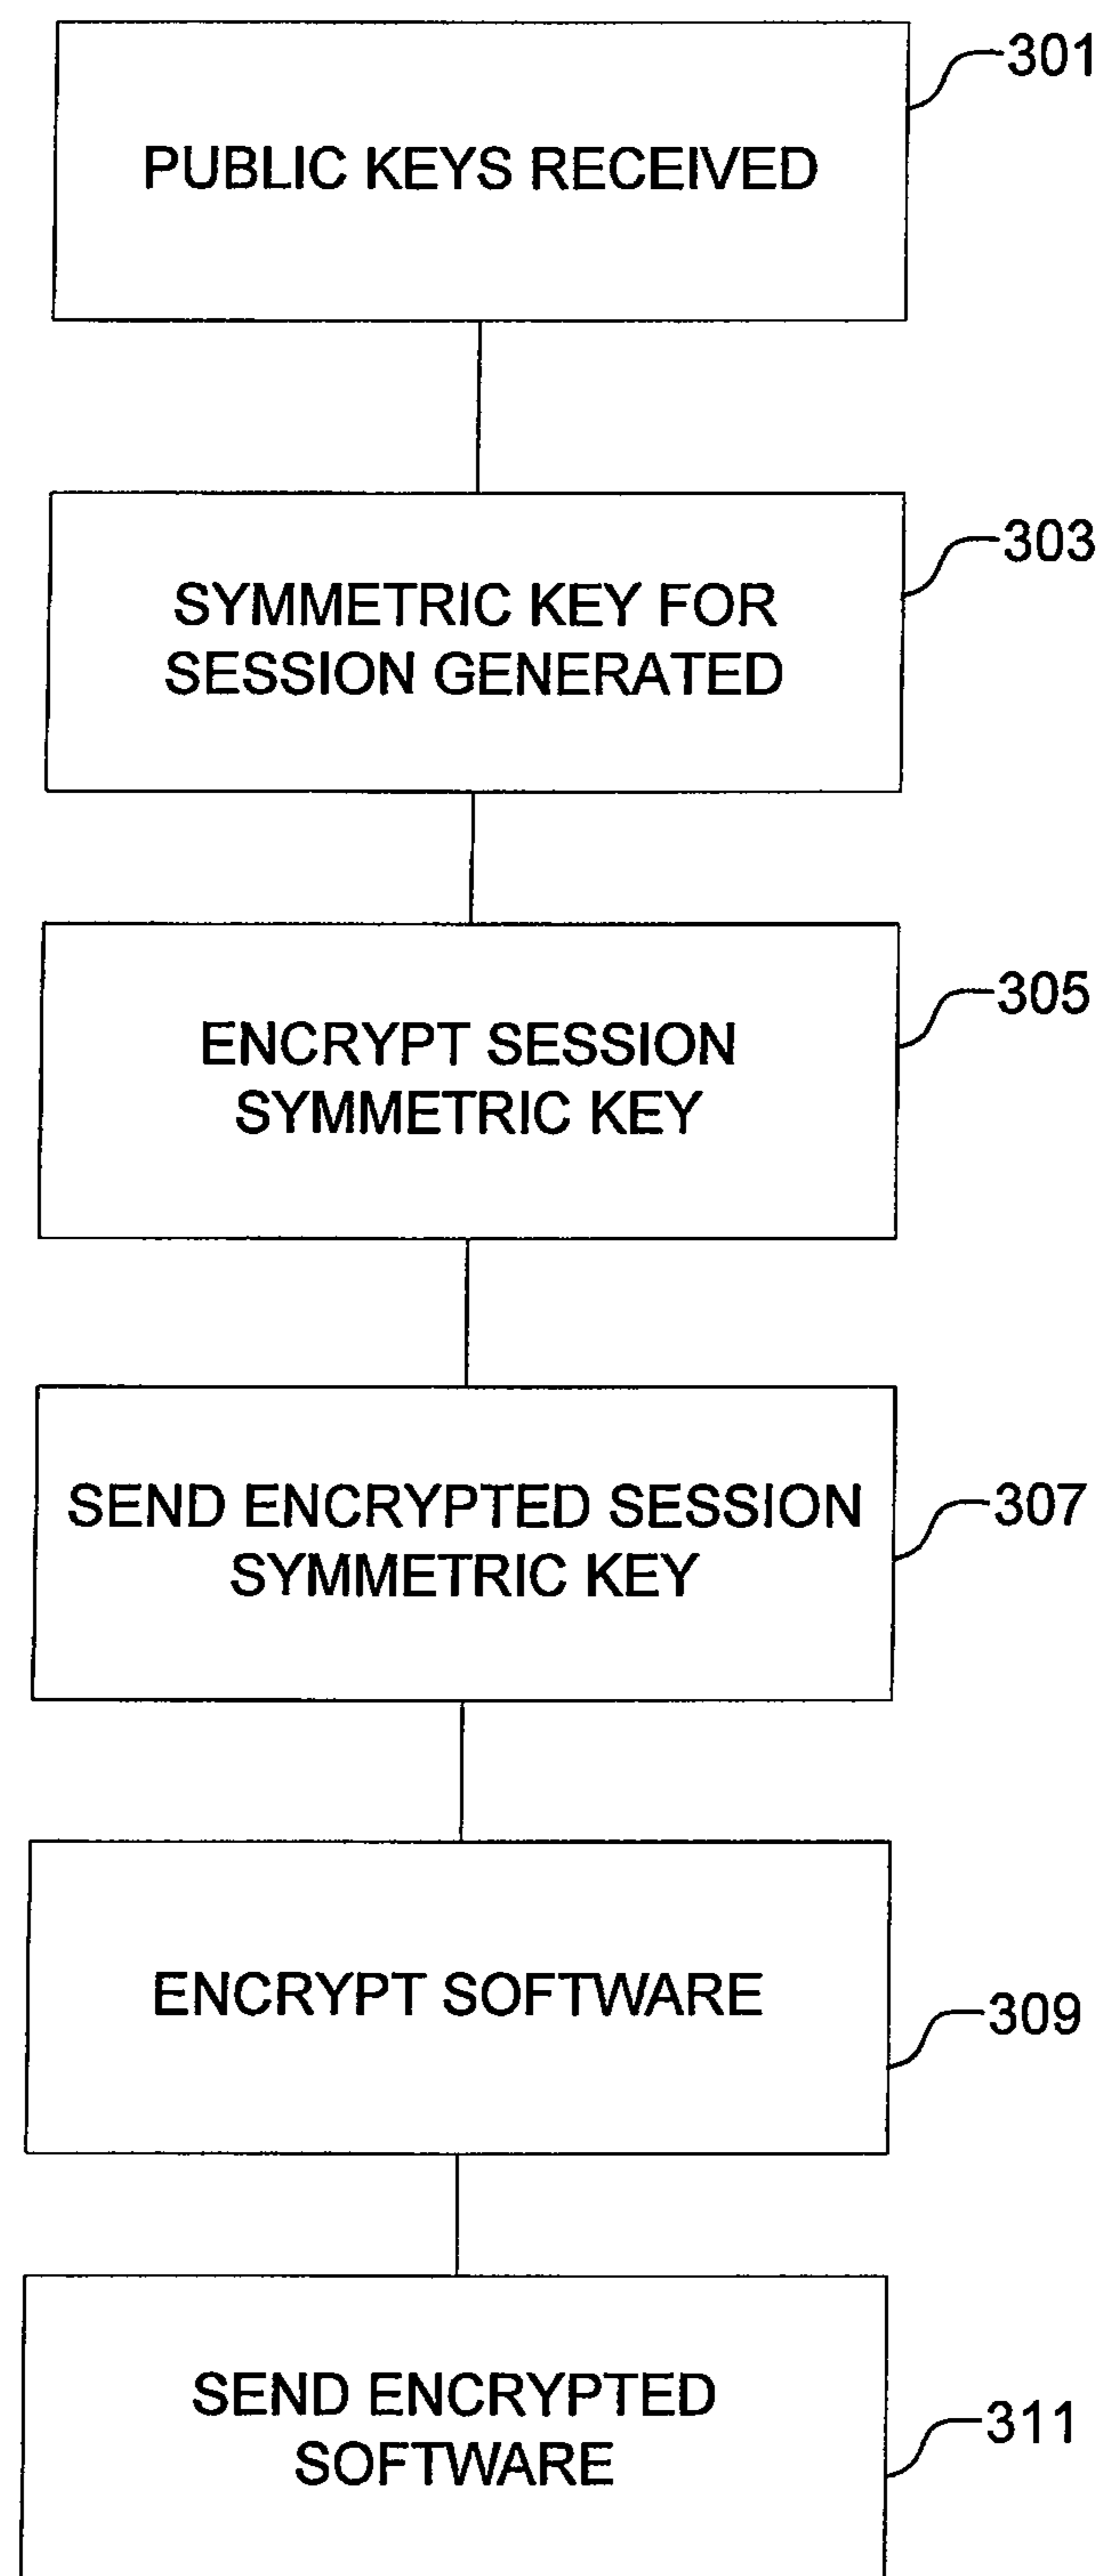 301
PUBLIC KEYS RECEIVED
303
SYMMETRIC KEY FOR
SESSION GENERATED
305
ENCRYPT SESSION
SYMMETRIC KEY
307
SEND ENCRYPTED SESSION
SYMMETRIC KEY
309
ENCRYPT SOFTWARE
311
SEND ENCRYPTED
SOFTWARE